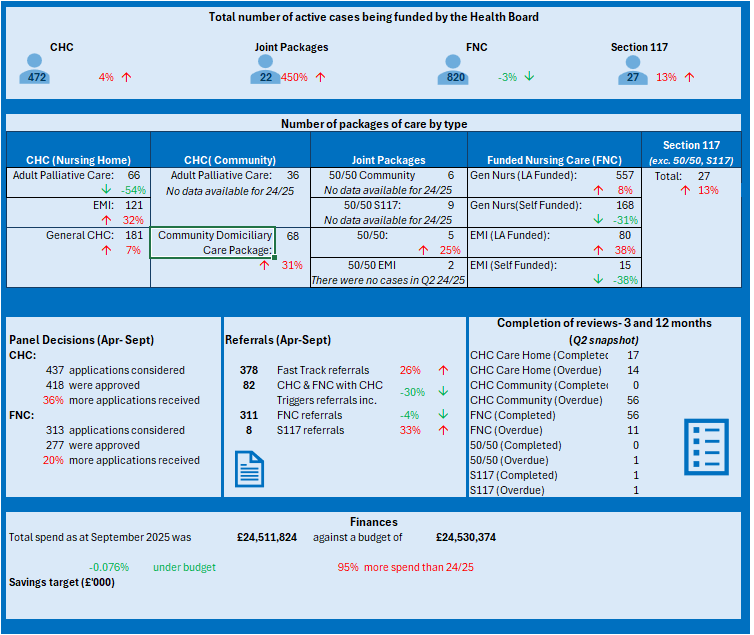 Total number of active cases being funded by the Health Board
CHC
Joint Packages
FNC
Section 117
472 4% ↑
22 450% ↑
820 -3% ↓
27 13% ↑
Number of packages of care by type
CHC (Nursing Home)
Adult Palliative Care: 66
↓ -54%
EMI: 121
↑ 32%
General CHC: 181
↑ 7%
CHC( Community)
Adult Palliative Care: 36
No data available for 24/25
Community Domiciliary 68
Care Package:
↑ 31%
Joint Packages
50/50 Community 6
No data available for 24/25
50/50 S117: 9
No data available for 24/25
50/50: 5
↑ 25%
50/50 EMI 2
There were no cases in Q2 24/25
Funded Nursing Care (FNC)
Gen Nurs (LA Funded): 557
↑ 8%
Gen Nurs(Self Funded): 168
↓ -31%
EMI (LA Funded): 80
↑ 38%
EMI (Self Funded): 15
↓ -38%
Section 117
(exc. 50/50, S117)
Total: 27
↑ 13%
Panel Decisions (Apr- Sept)
CHC:
437 applications considered
418 were approved
36% more applications received
FNC:
313 applications considered
277 were approved
20% more applications received
Referrals (Apr-Sept)
378 Fast Track referrals 26% ↑
82 CHC & FNC with CHC
Triggers referrals inc. -30% ↓
311 FNC referrals -4% ↓
8 S117 referrals 33% ↑
Completion of reviews- 3 and 12 months
(Q2 snapshot)
CHC Care Home (Completed 17
CHC Care Home (Overdue) 14
CHC Community (Completed 0
CHC Community (Overdue) 56
FNC (Completed) 56
FNC (Overdue) 11
50/50 (Completed) 0
50/50 (Overdue) 1
S117 (Completed) 1
S117 (Overdue) 1
Finances
Total spend as at September 2025 was £24,511,824 against a budget of £24,530,374
-0.076% under budget 95% more spend than 24/25
Savings target (£'000)